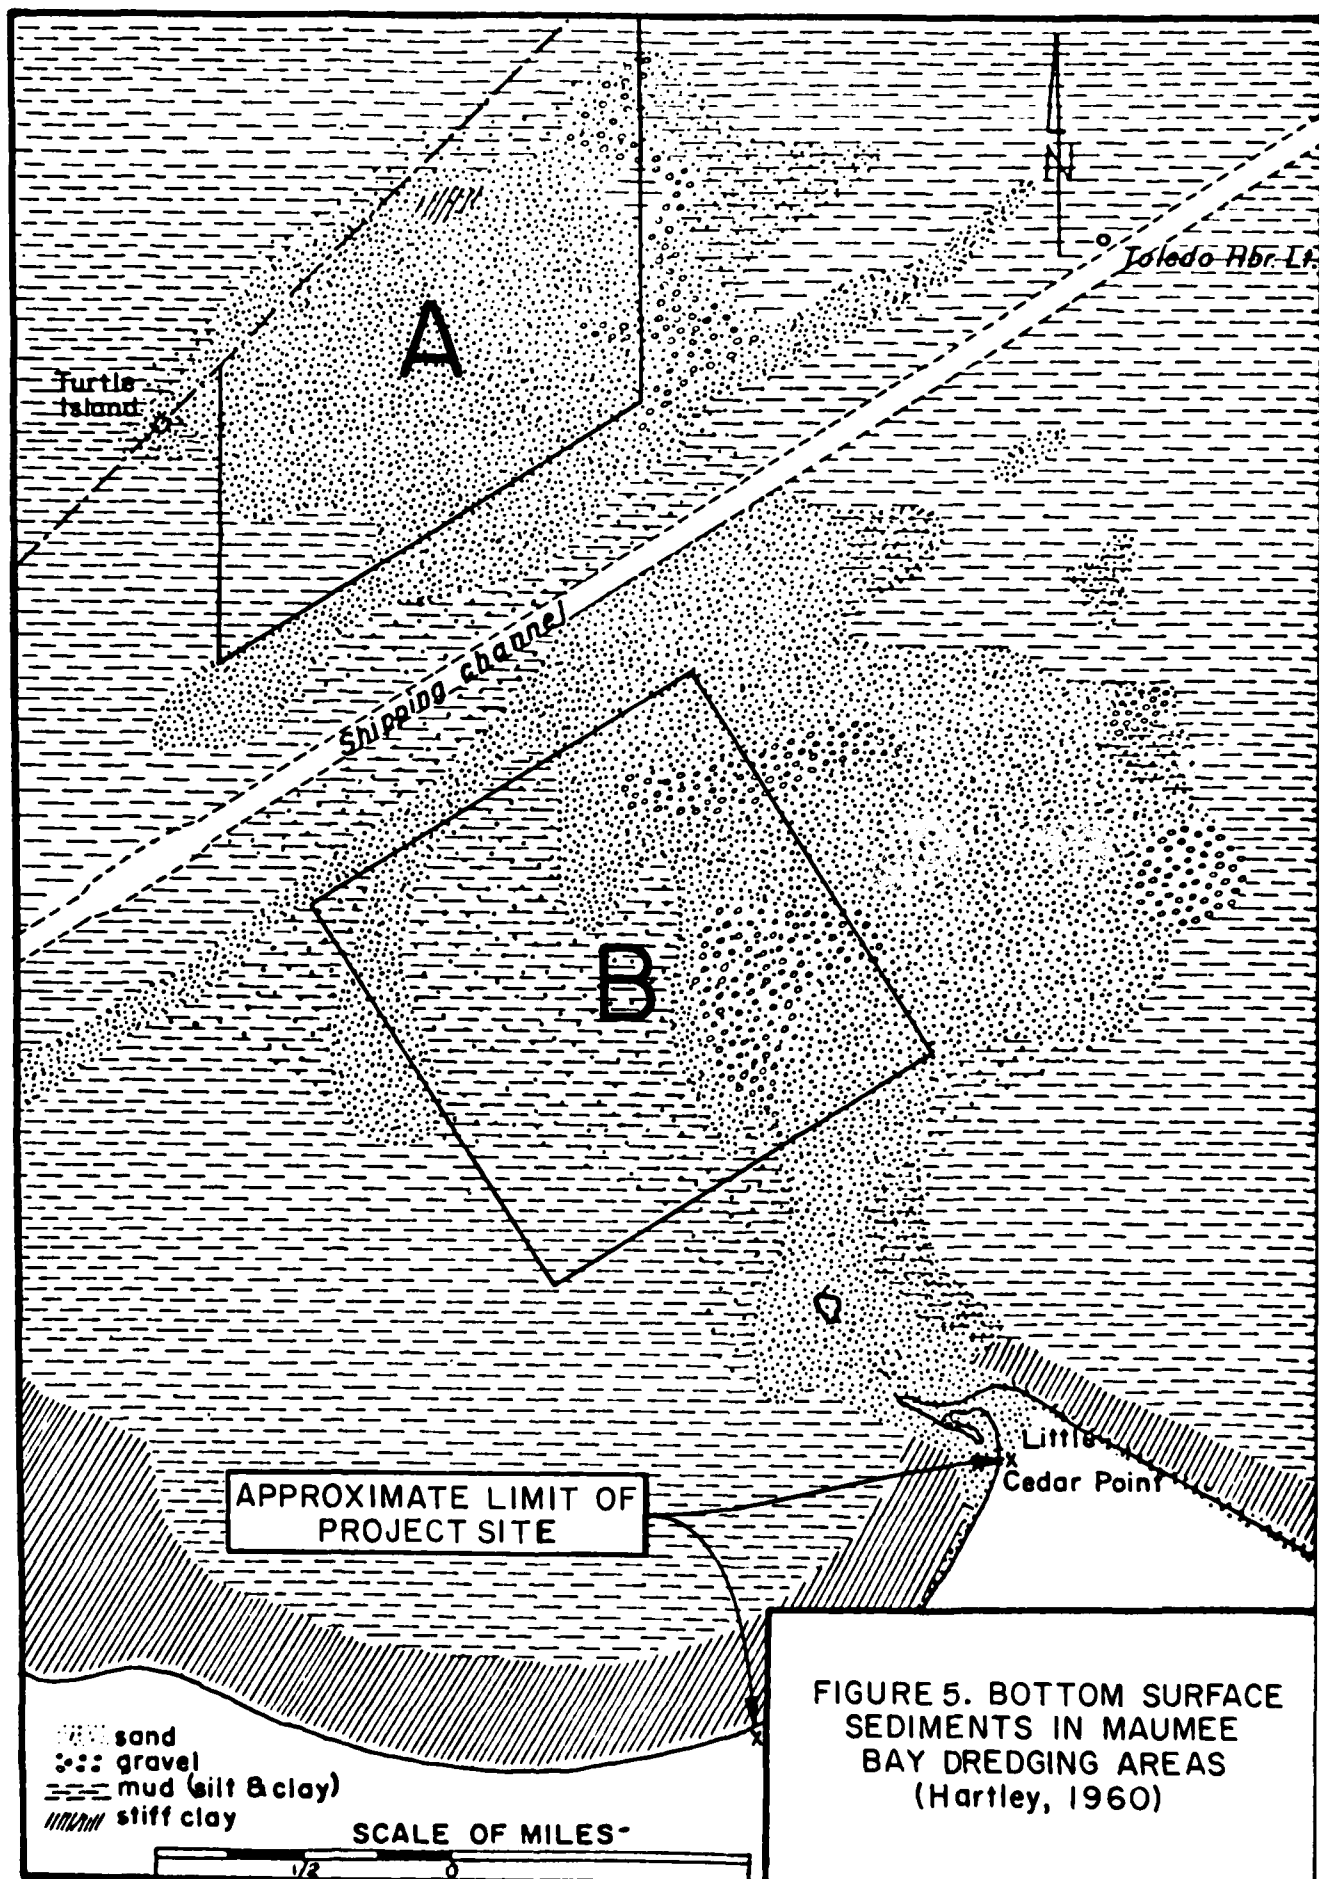 N
Toledo Hbr. Lt.
A
Turtle
Island
Shipping channel
B
Little
Cedar Point
APPROXIMATE LIMIT OF
PROJECT SITE
x
x
FIGURE 5. BOTTOM SURFACE
SEDIMENTS IN MAUMEE
BAY DREDGING AREAS
(Hartley, 1960)
sand
gravel
mud (silt & clay)
stiff clay
SCALE OF MILES
1/2
0